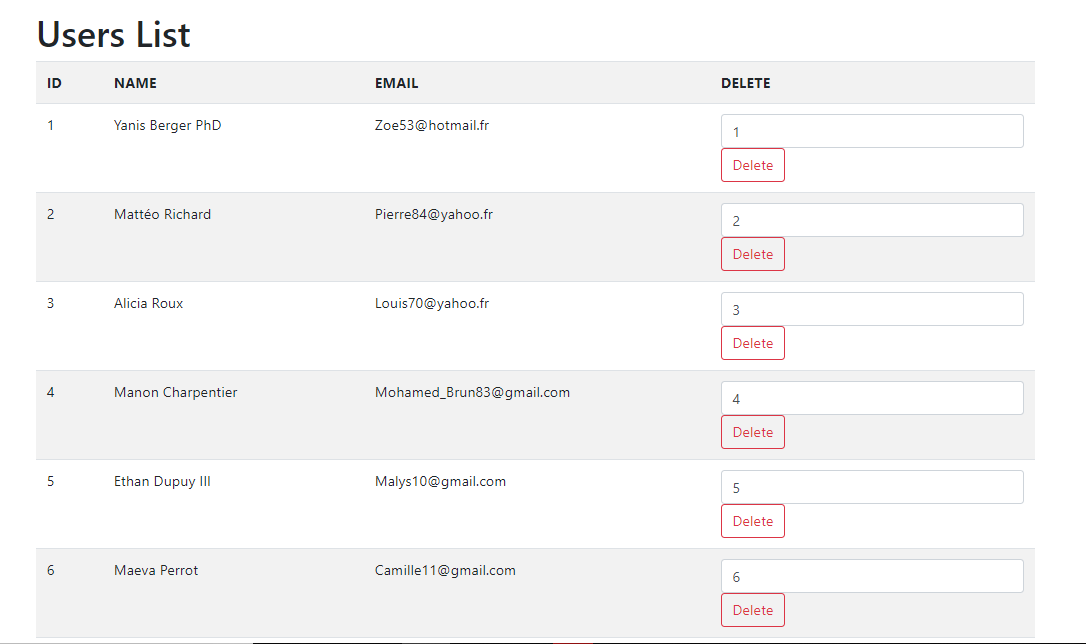 Users List
ID NAME EMAIL DELETE
1 Yanis Berger PhD Zoe53@hotmail.fr 1
Delete
2 Mattéo Richard Pierre84@yahoo.fr 2
Delete
3 Alicia Roux Louis70@yahoo.fr 3
Delete
4 Manon Charpentier Mohamed_Brun83@gmail.com 4
Delete
5 Ethan Dupuy III Malys10@gmail.com 5
Delete
6 Maeva Perrot Camille11@gmail.com 6
Delete